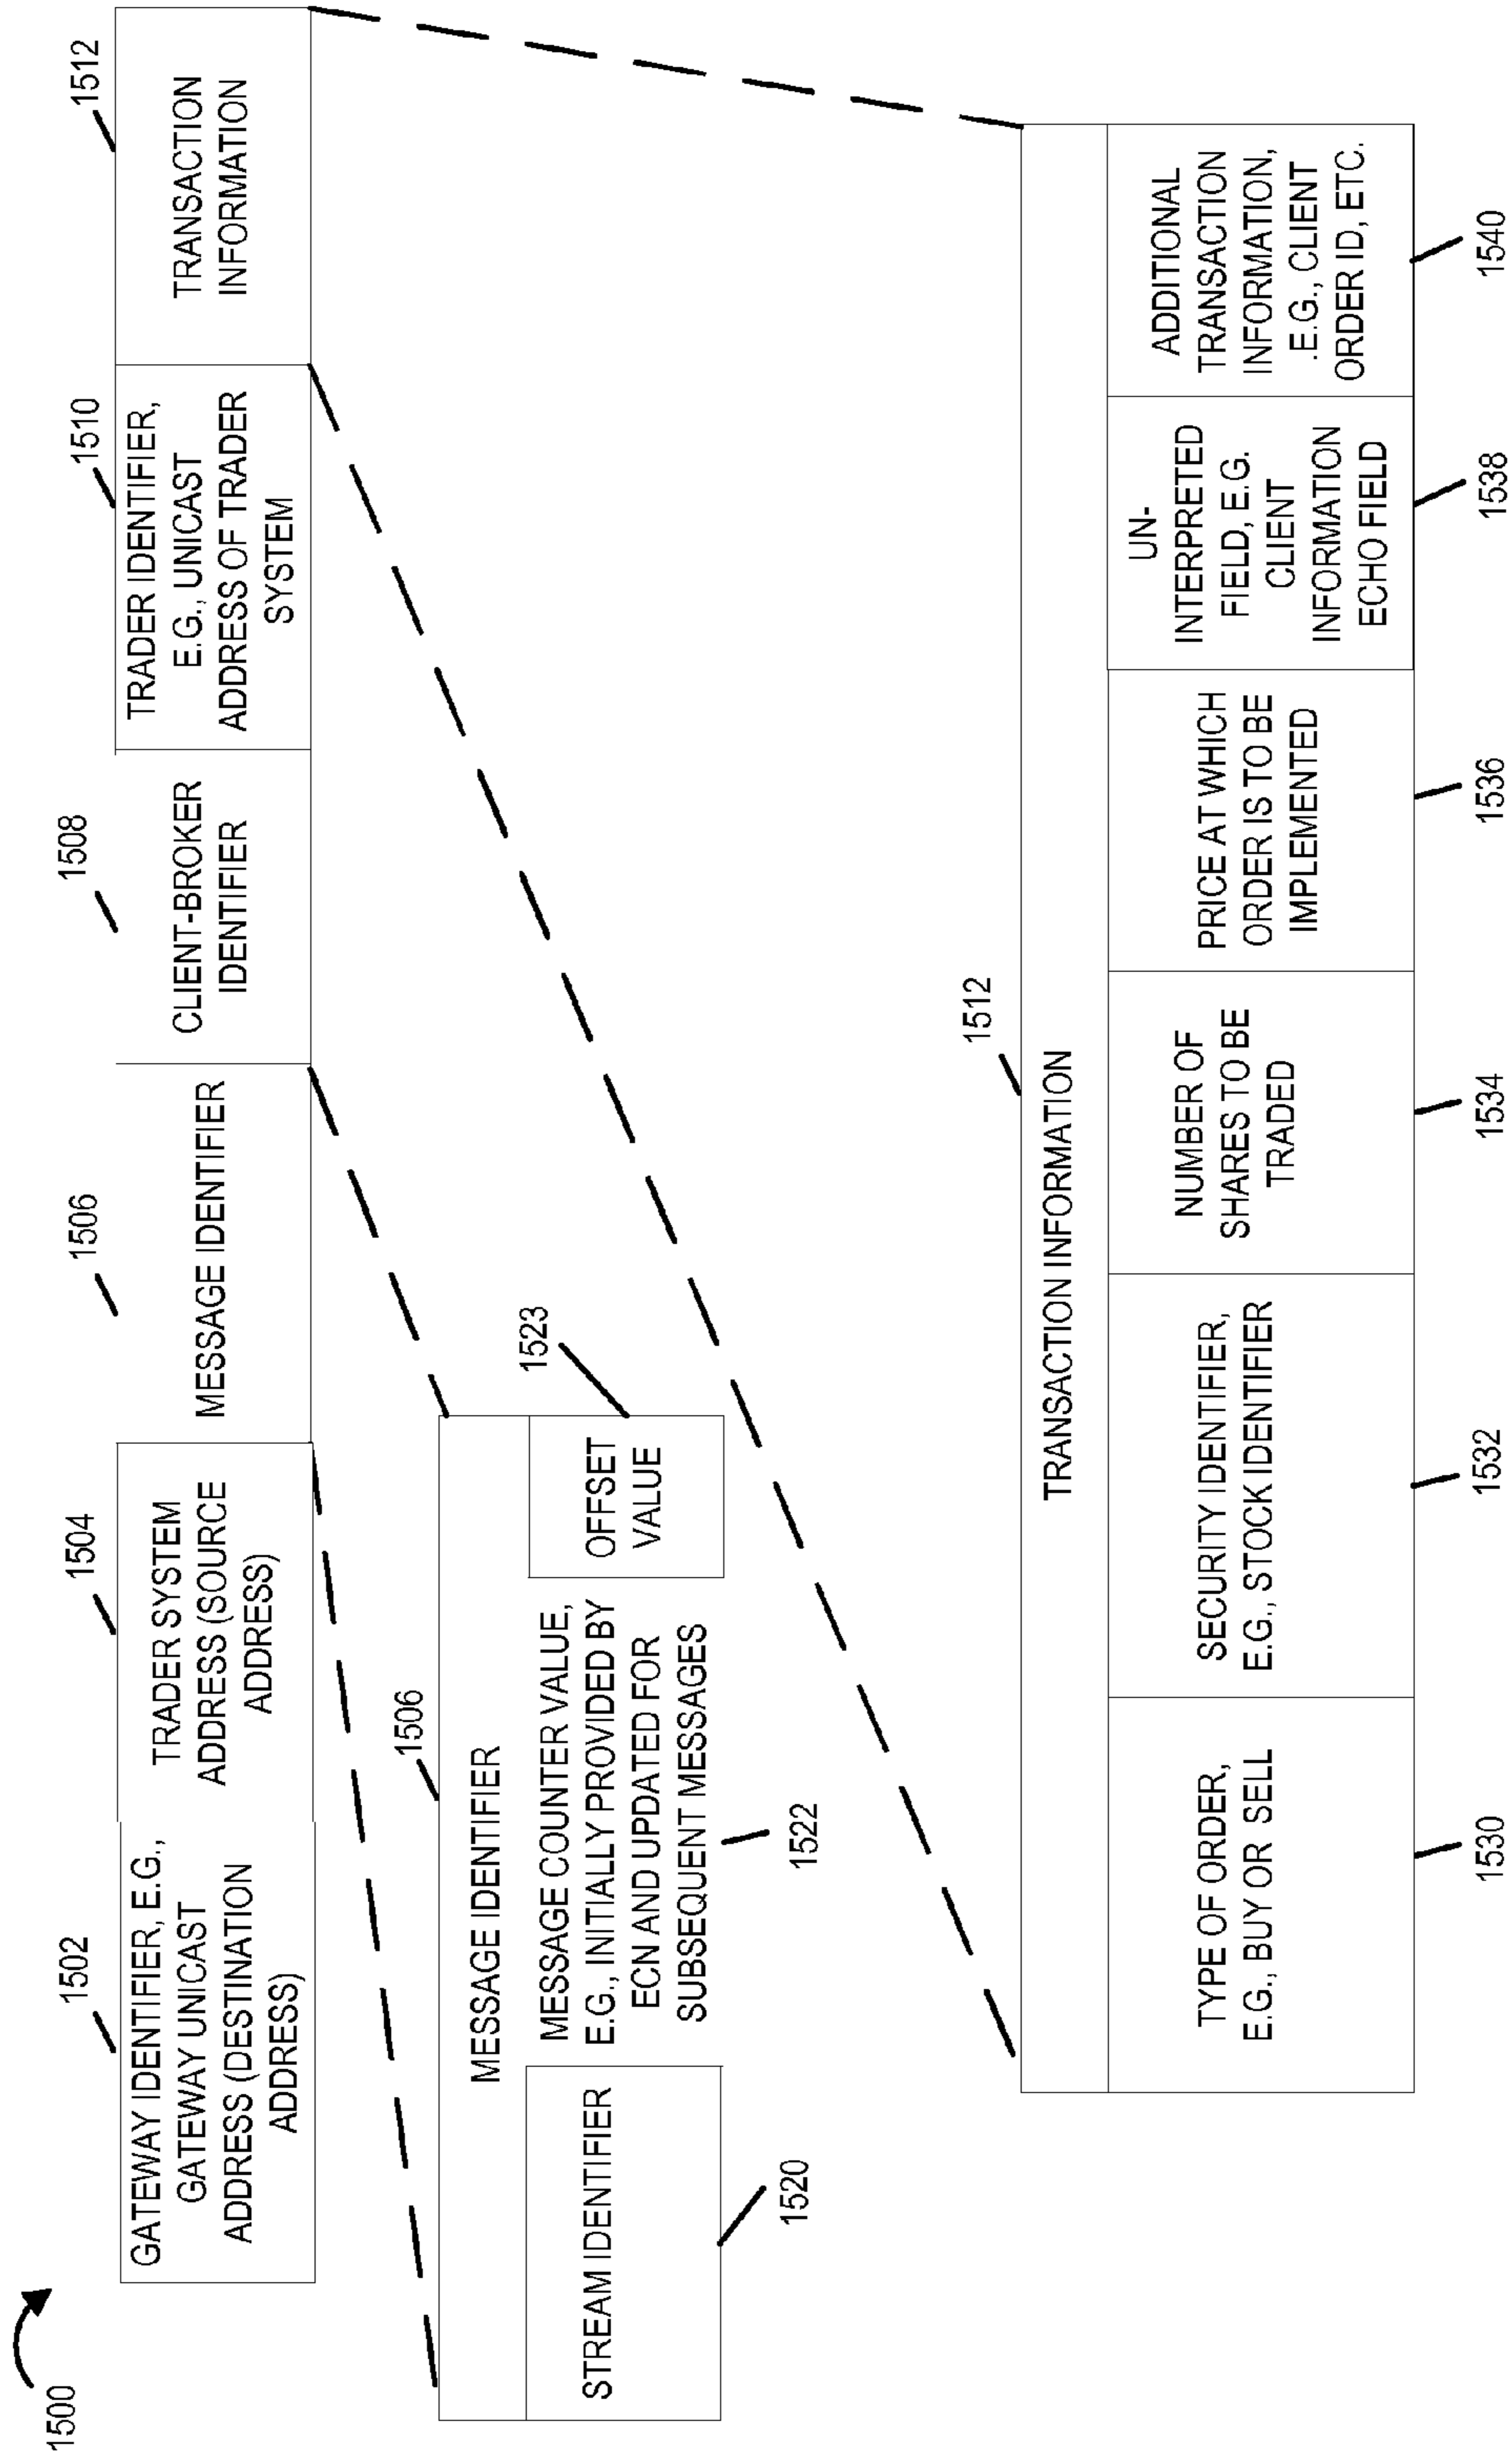 1500
1502
GATEWAY IDENTIFIER, E.G.,
GATEWAY UNICAST
ADDRESS (DESTINATION
ADDRESS)
1504
TRADER SYSTEM
ADDRESS (SOURCE
ADDRESS)
1506
MESSAGE IDENTIFIER
1508
CLIENT-BROKER
IDENTIFIER
1510
TRADER IDENTIFIER,
E.G., UNICAST
ADDRESS OF TRADER
SYSTEM
1512
TRANSACTION
INFORMATION
1506
MESSAGE IDENTIFIER
STREAM IDENTIFIER
1520
MESSAGE COUNTER VALUE,
E.G., INITIALLY PROVIDED BY
ECN AND UPDATED FOR
SUBSEQUENT MESSAGES
1522
OFFSET
VALUE
1523
1512
TRANSACTION INFORMATION
TYPE OF ORDER,
E.G., BUY OR SELL
1530
SECURITY IDENTIFIER,
E.G., STOCK IDENTIFIER
1532
NUMBER OF
SHARES TO BE
TRADED
1534
PRICE AT WHICH
ORDER IS TO BE
IMPLEMENTED
1536
UN-
INTERPRETED
FIELD, E.G.
CLIENT
INFORMATION
ECHO FIELD
1538
ADDITIONAL
TRANSACTION
INFORMATION,
.E.G., CLIENT
ORDER ID, ETC.
1540